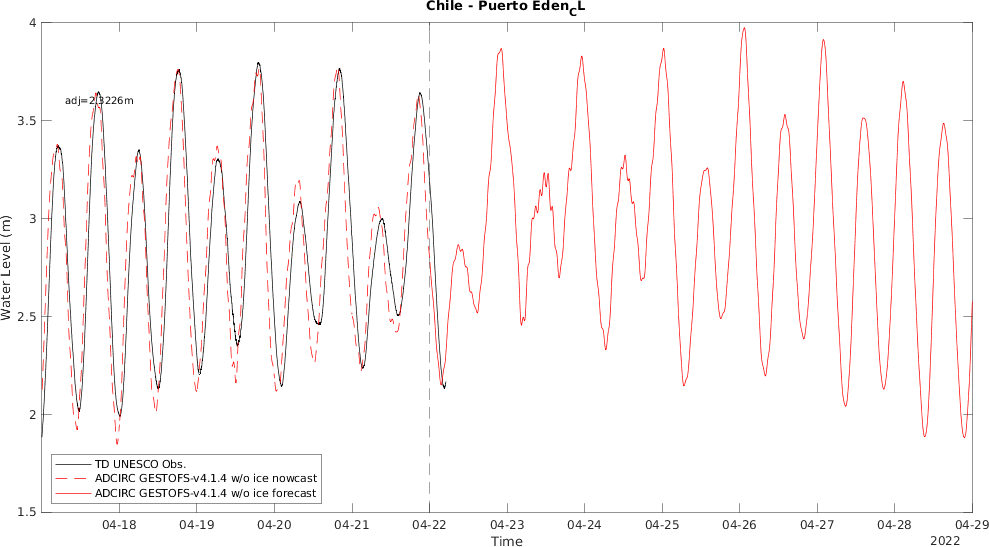 Chile - Puerto Eden_CL
4
3.5
3
2.5
2
1.5
Water Level (m)
adj=2.3226m
TD UNESCO Obs.
ADCIRC GESTOFS-v4.1.4 w/o ice nowcast
ADCIRC GESTOFS-v4.1.4 w/o ice forecast
04-18 04-19 04-20 04-21 04-22 04-23 04-24 04-25 04-26 04-27 04-28 04-29
Time
2022